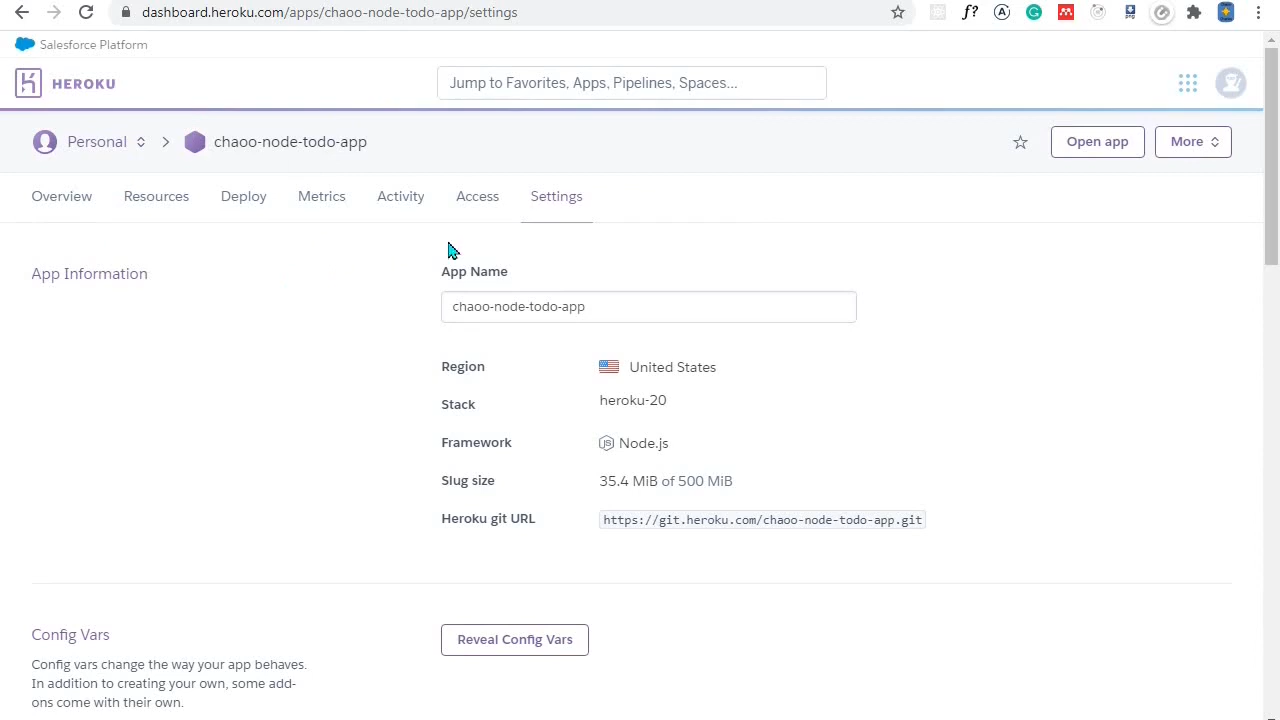 dashboard.heroku.com/apps/chaoo-node-todo-app/settings
Salesforce Platform
HEROKU
Jump to Favorites, Apps, Pipelines, Spaces...
Personal
chaoo-node-todo-app
Open app
More
Overview
Resources
Deploy
Metrics
Activity
Access
Settings
App Information
App Name
chaoo-node-todo-app
Region
United States
Stack
heroku-20
Framework
Node.js
Slug size
35.4 MiB of 500 MiB
Heroku git URL
https://git.heroku.com/chaoo-node-todo-app.git
Config Vars
Reveal Config Vars
Config vars change the way your app behaves.
In addition to creating your own, some add-
ons come with their own.